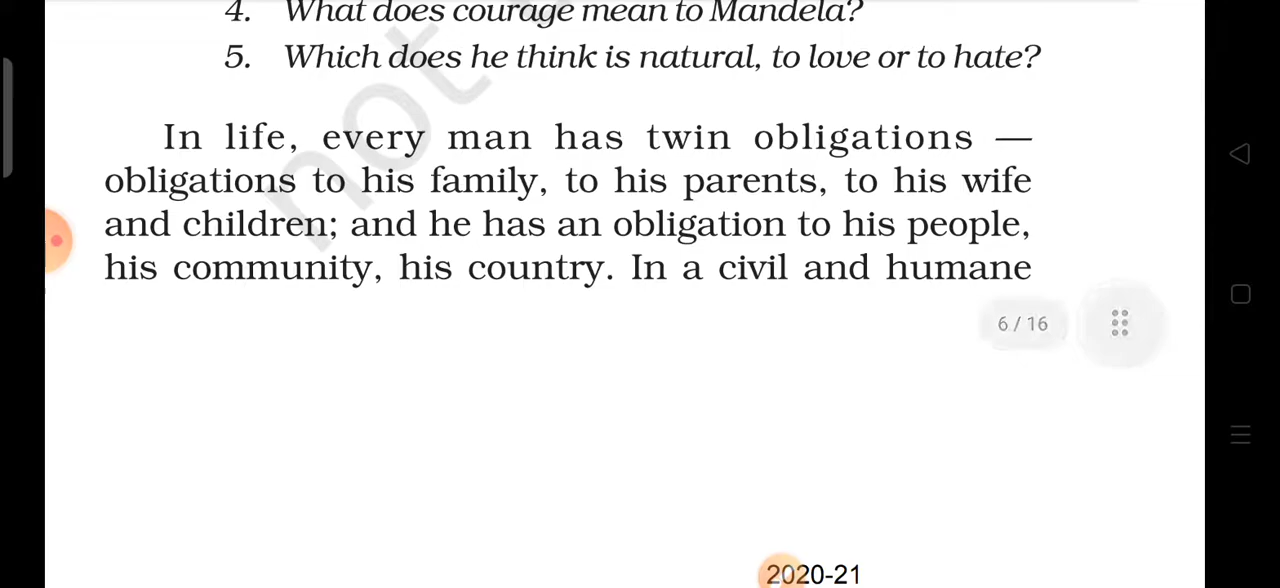 4. What does courage mean to Mandela?
5. Which does he think is natural, to love or to hate?
In life, every man has twin obligations —
obligations to his family, to his parents, to his wife
and children; and he has an obligation to his people,
his community, his country. In a civil and humane
6 / 16
not
2020-21